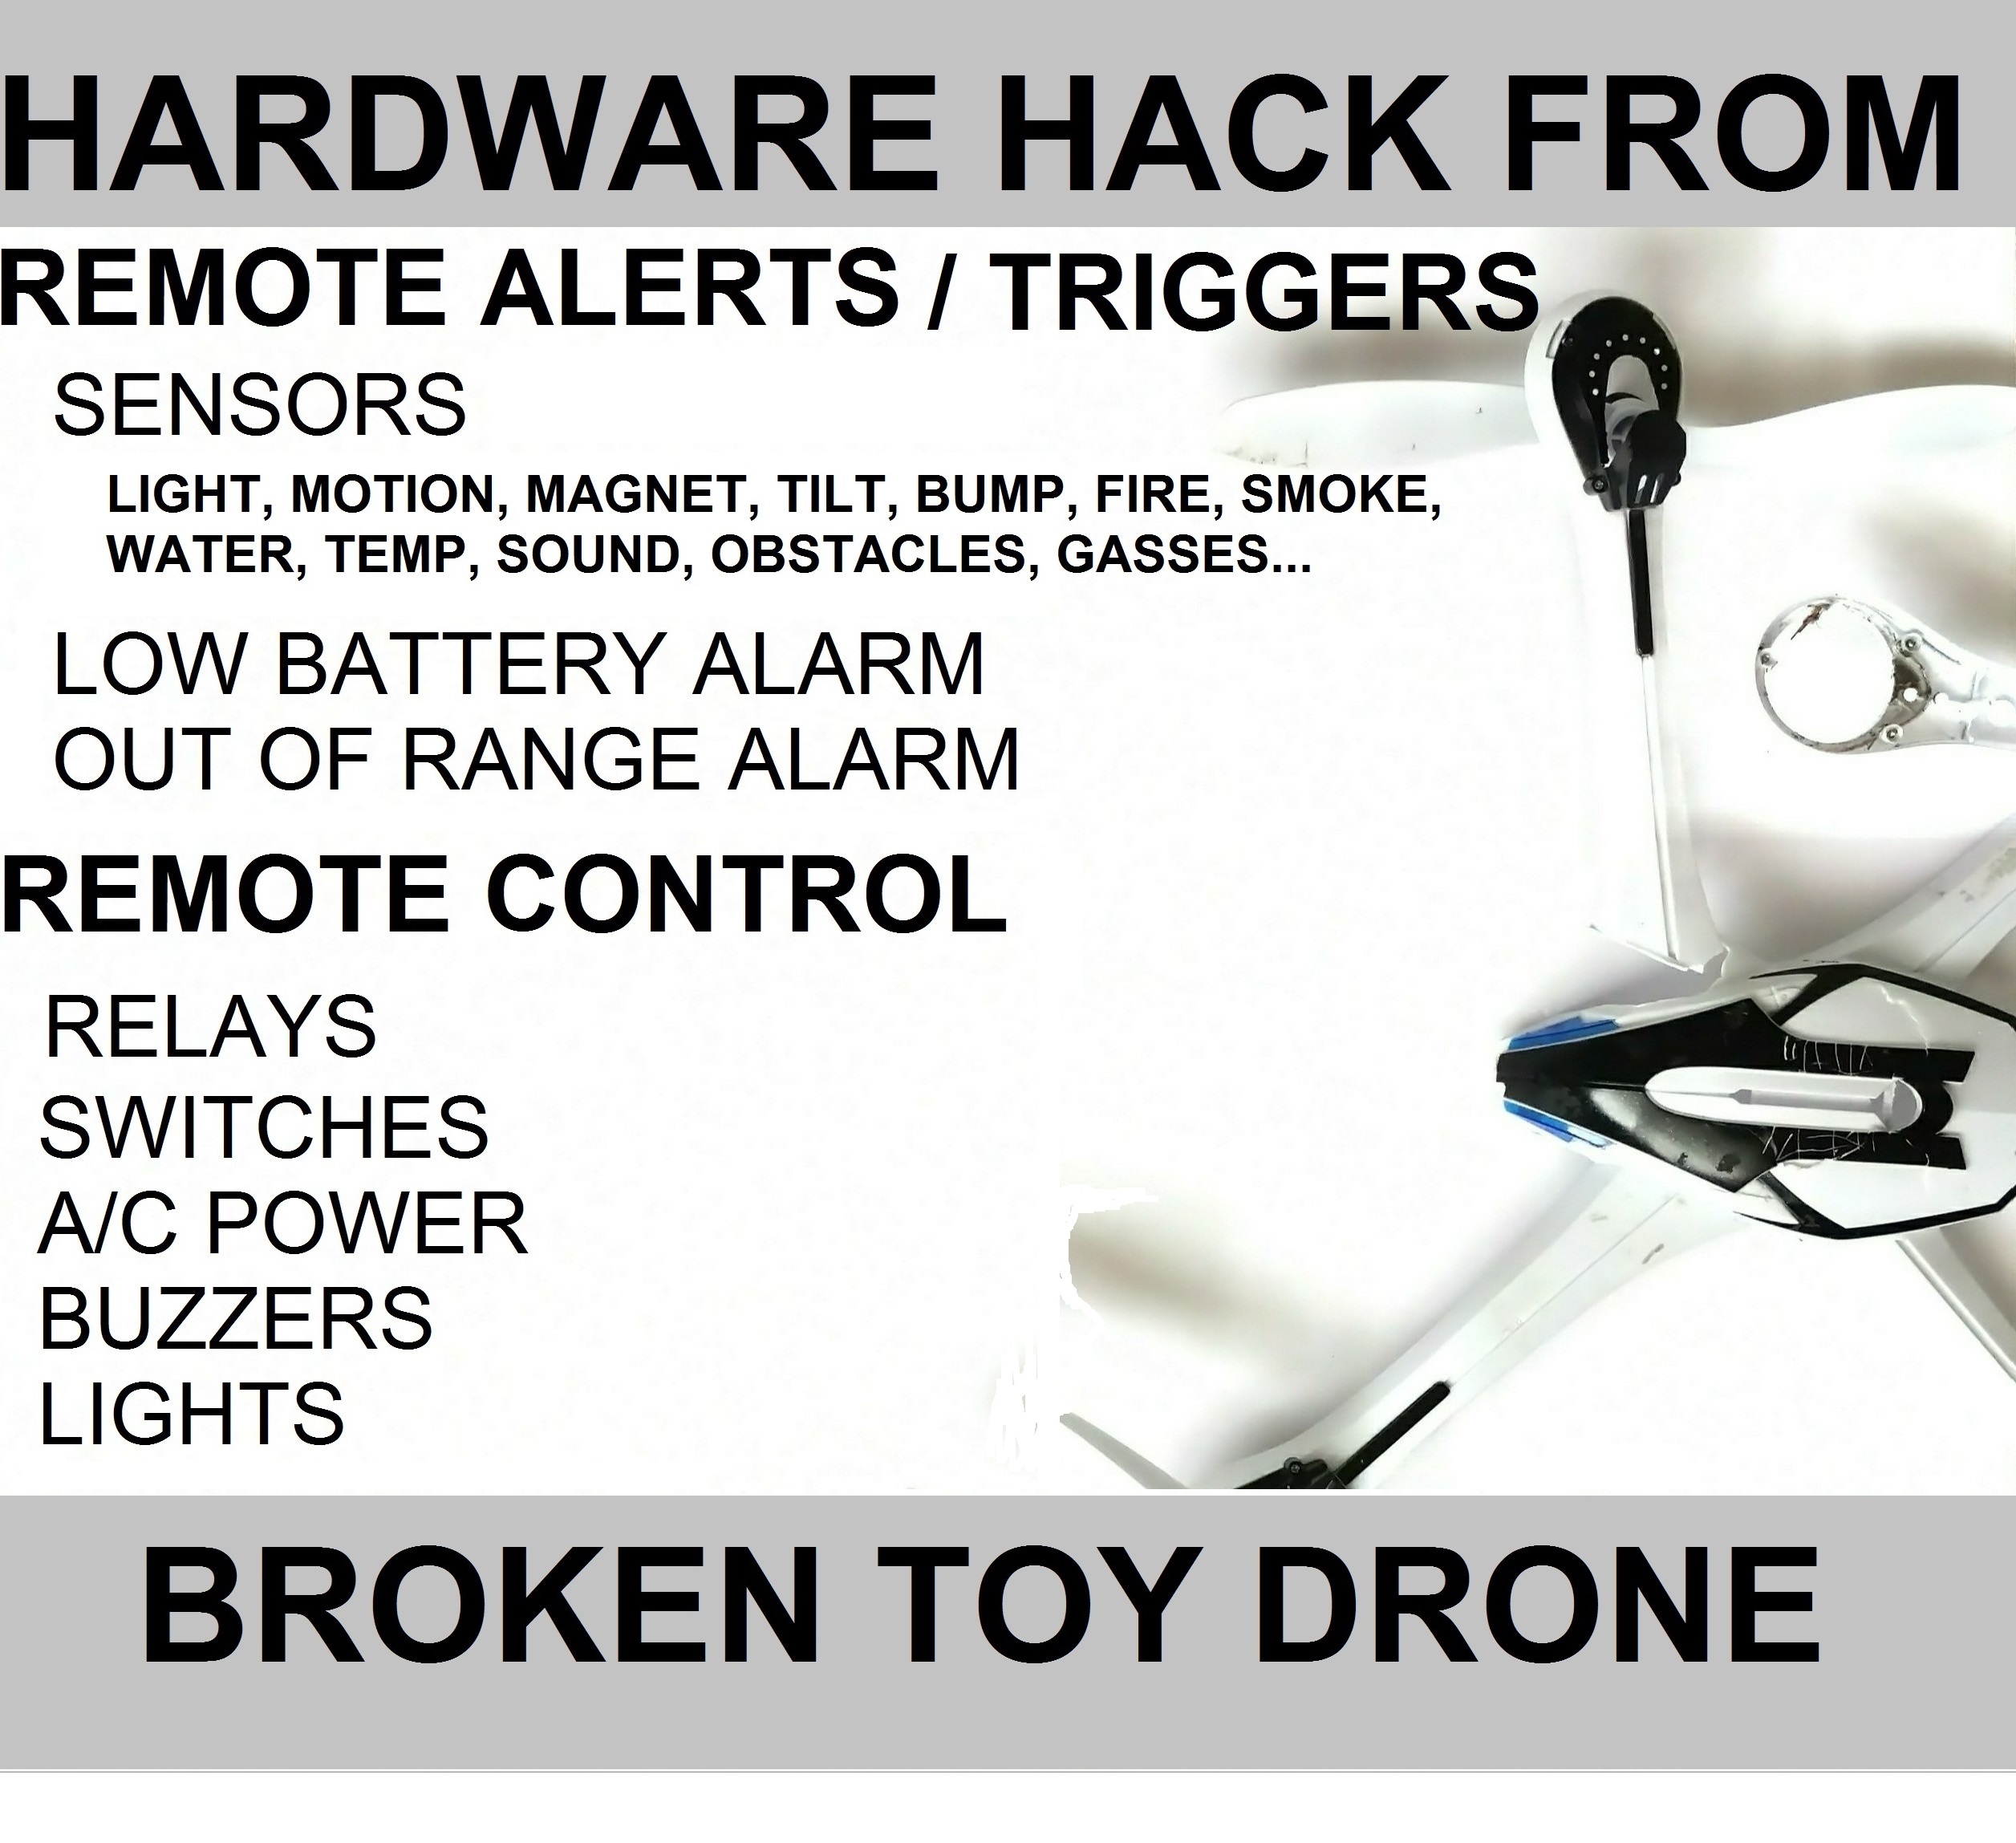 HARDWARE HACK FROM
REMOTE ALERTS / TRIGGERS
SENSORS
LIGHT, MOTION, MAGNET, TILT, BUMP, FIRE, SMOKE,
WATER, TEMP, SOUND, OBSTACLES, GASSES...
LOW BATTERY ALARM
OUT OF RANGE ALARM
REMOTE CONTROL
RELAYS
SWITCHES
A/C POWER
BUZZERS
LIGHTS
BROKEN TOY DRONE